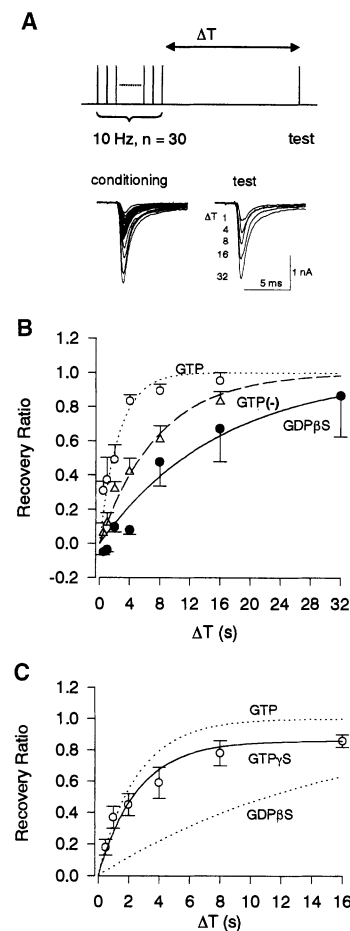 A
ΔT
10 Hz, n = 30
test
conditioning
test
ΔT 1
4
8
16
32
1 nA
5 ms
B
1.2
1.0
0.8
0.6
0.4
0.2
0.0
-0.2
Recovery Ratio
GTP
GTP(-)
GDPβS
0 4 8 12 16 20 24 28 32
ΔT (s)
C
1.2
1.0
0.8
0.6
0.4
0.2
0.0
Recovery Ratio
GTP
GTPγS
GDPβS
0 2 4 6 8 10 12 14 16
ΔT (s)